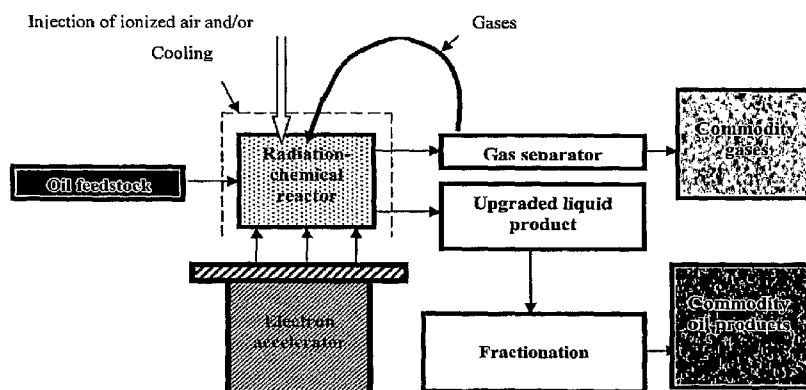 Injection of ionized air and/or
Cooling
Gases
Radiation-
chemical
reactor
Gas separator
Commodity
gases
Oil feedstock
Upgraded liquid
product
Electron
accelerator
Fractionation
Commodity
oil products